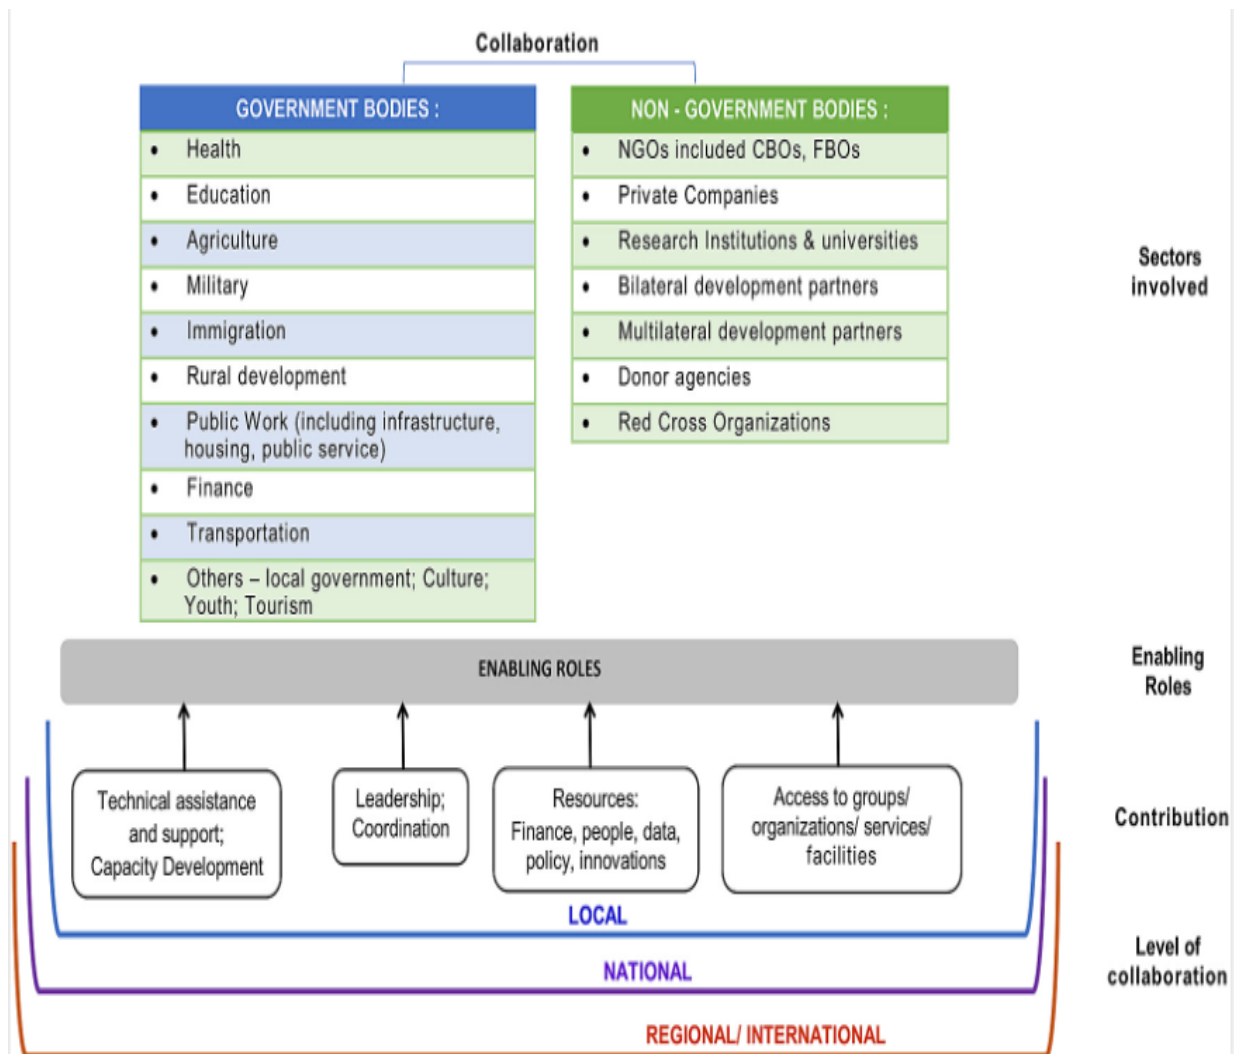 Collaboration
GOVERNMENT BODIES :
• Health
• Education
• Agriculture
• Military
• Immigration
• Rural development
• Public Work (including infrastructure,
housing, public service)
• Finance
• Transportation
• Others – local government; Culture;
Youth; Tourism
NON - GOVERNMENT BODIES :
• NGOs included CBOs, FBOs
• Private Companies
• Research Institutions & universities
• Bilateral development partners
• Multilateral development partners
• Donor agencies
• Red Cross Organizations
Sectors
involved
ENABLING ROLES
Enabling
Roles
Technical assistance
and support;
Capacity Development
Leadership;
Coordination
Resources:
Finance, people, data,
policy, innovations
Access to groups/
organizations/ services/
facilities
Contribution
LOCAL
NATIONAL
REGIONAL/ INTERNATIONAL
Level of
collaboration